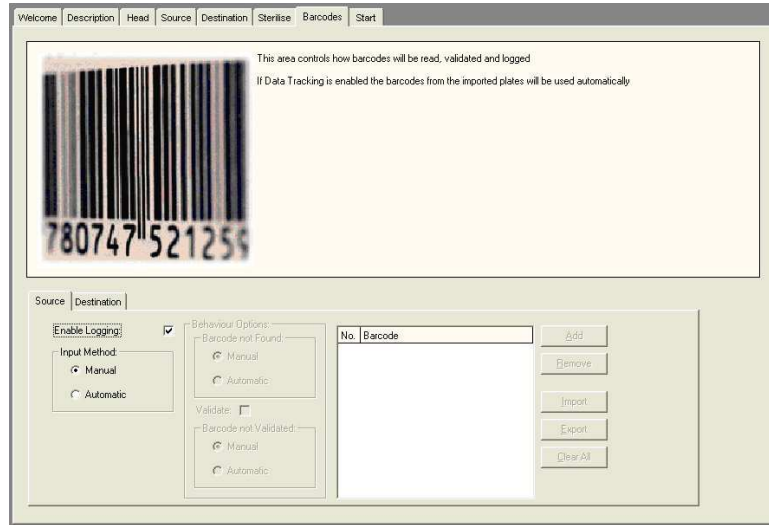 Welcome Description Head Source Destination Sterilise Barcodes Start
This area controls how barcodes will be read, validated and logged
If Data Tracking is enabled the barcodes from the imported plates will be used automatically
780747 521259
Source Destination
Enable Logging:
Input Method:
Manual
Automatic
Behaviour Options:
Barcode not Found:
Manual
Automatic
Validate:
Barcode not Validated:
Manual
Automatic
No. Barcode
Add
Remove
Import
Export
Clear All